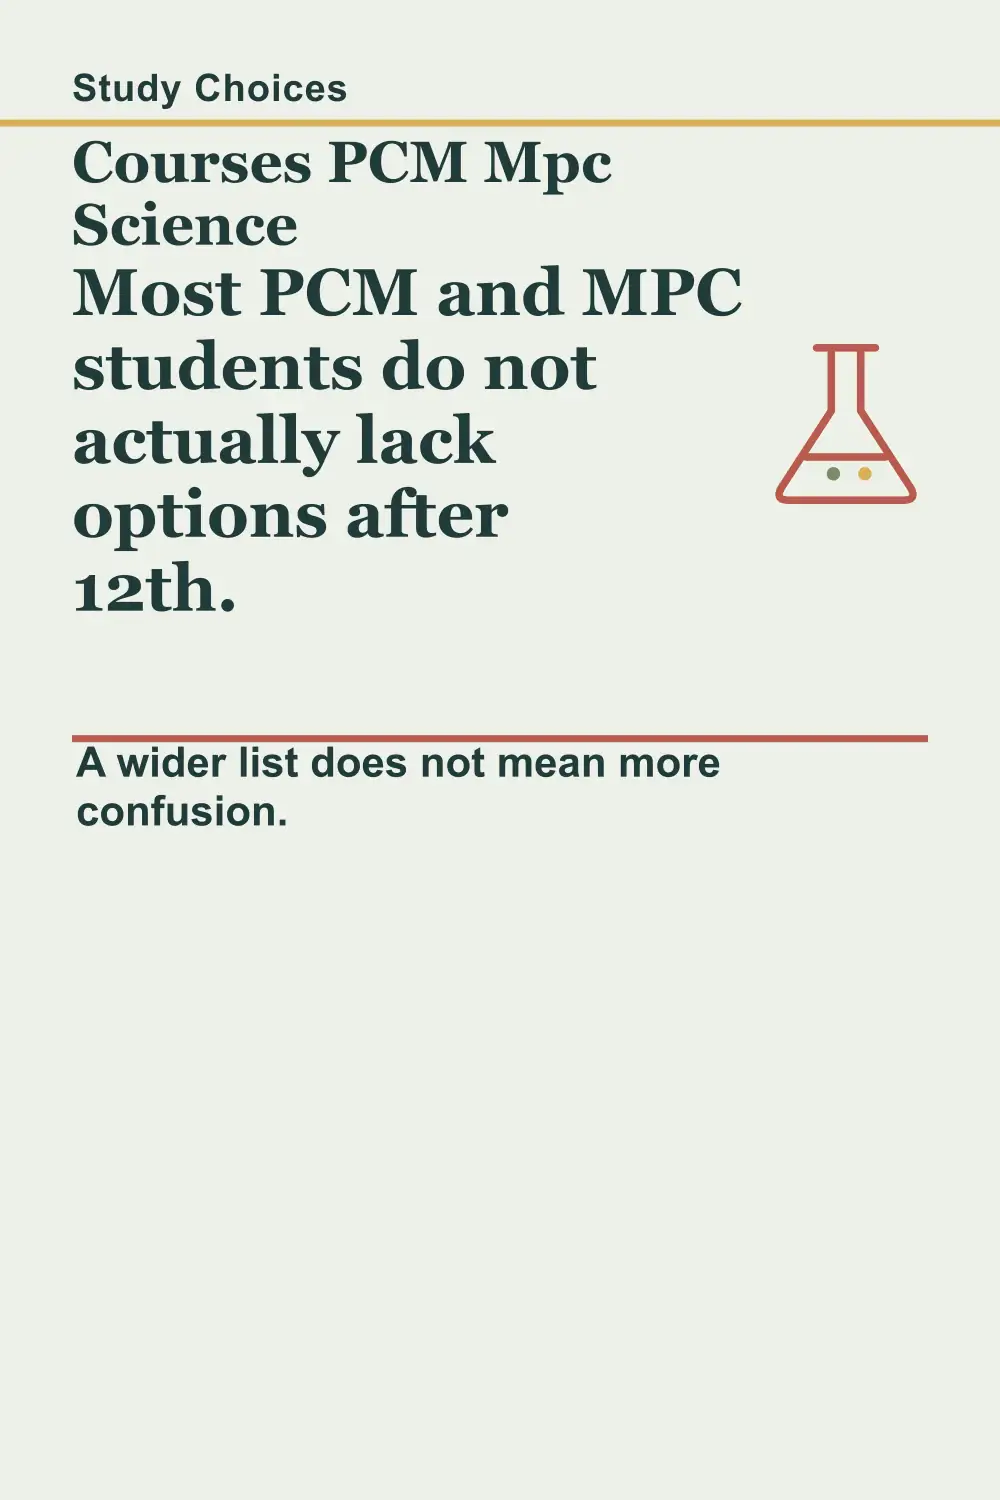 Study Choices
Courses PCM Mpc
Science
Most PCM and MPC
students do not
actually lack
options after
12th.
A wider list does not mean more
confusion.